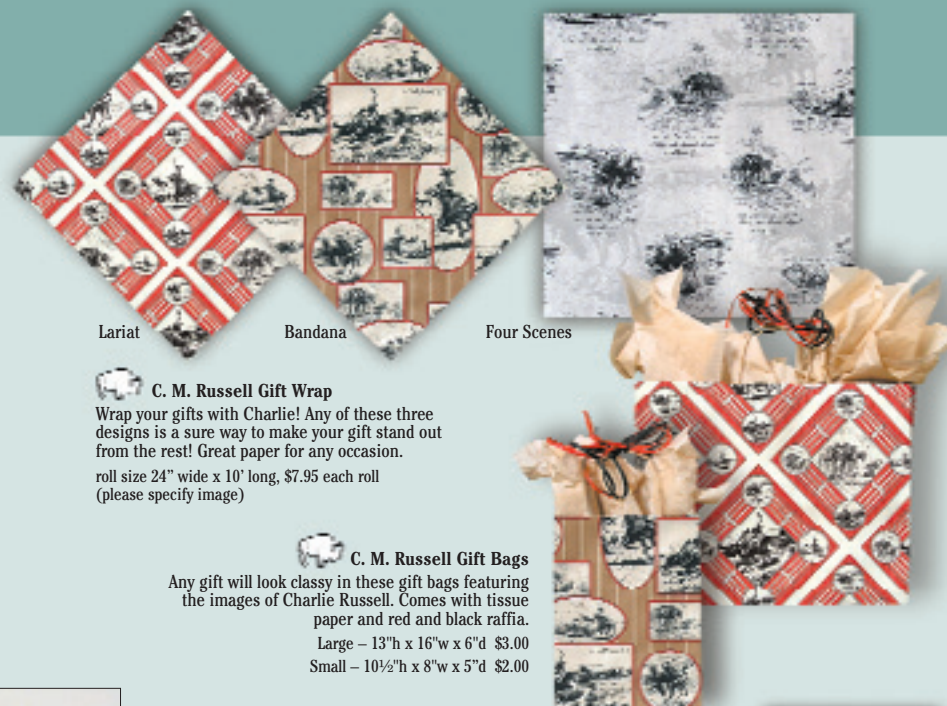 Lariat
Bandana
Four Scenes
C. M. Russell Gift Wrap
Wrap your gifts with Charlie! Any of these three
designs is a sure way to make your gift stand out
from the rest! Great paper for any occasion.
roll size 24” wide x 10’ long, $7.95 each roll
(please specify image)
C. M. Russell Gift Bags
Any gift will look classy in these gift bags featuring
the images of Charlie Russell. Comes with tissue
paper and red and black raffia.
Large – 13"h x 16"w x 6"d $3.00
Small – 10½"h x 8"w x 5”d $2.00